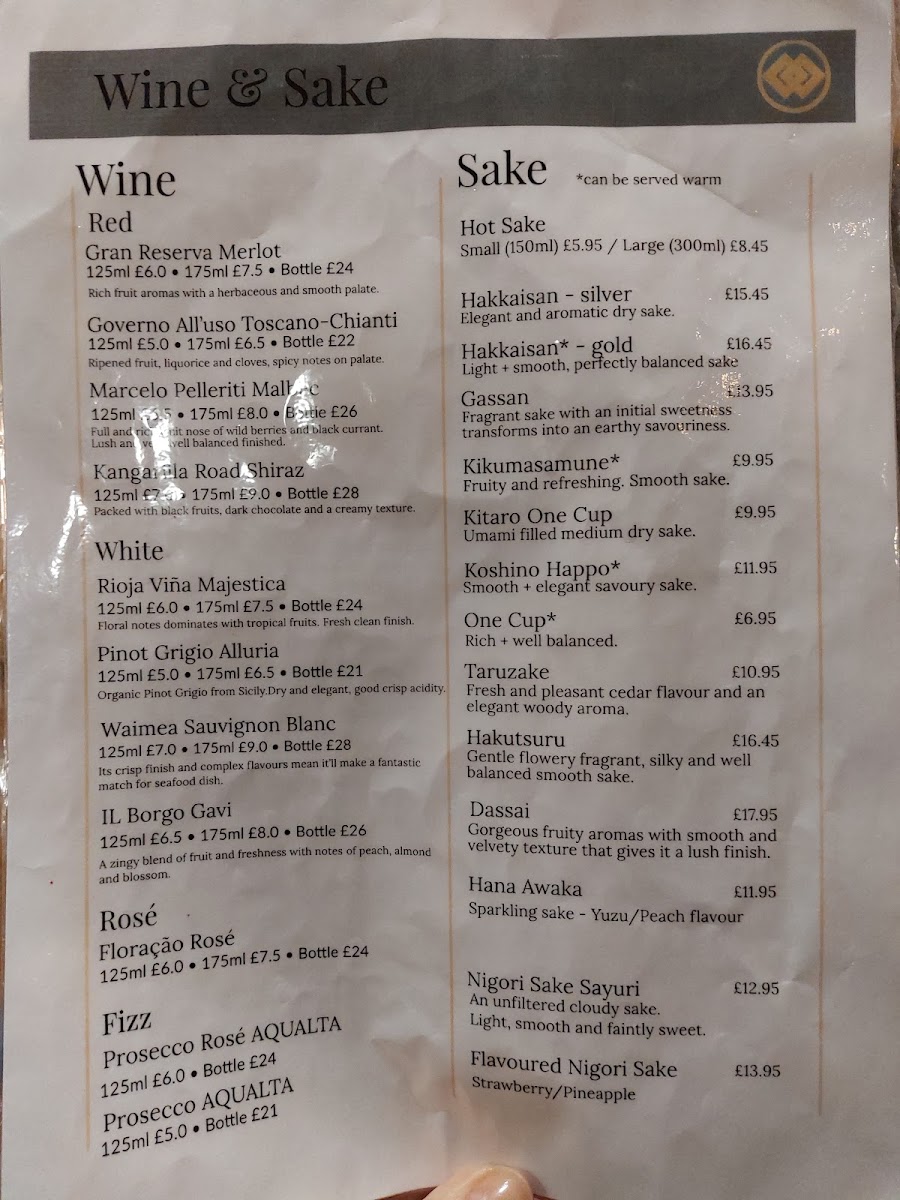 Wine & Sake
Wine
Red
Gran Reserva Merlot
125ml £6.0 • 175ml £7.5 • Bottle £24
Rich fruit aromas with a herbaceous and smooth palate.
Governo All'uso Toscano-Chianti
125ml £5.0 • 175ml £6.5 • Bottle £22
Ripened fruit, liquorice and cloves, spicy notes on palate.
Marcelo Pelleriti Malbec
125ml £6.5 • 175ml £8.0 • Bottle £26
Full and rich fruit nose of wild berries and black currant.
Lush and well balanced finished.
Kangarilla Road Shiraz
125ml 175ml £9.0 • Bottle £28
Packed with black fruits, dark chocolate and a creamy texture.
White
Rioja Viña Majestica
125ml £6.0 • 175ml £7.5 • Bottle £24
Floral notes dominates with tropical fruits. Fresh clean finish.
Pinot Grigio Alluria
125ml £5.0 • 175ml £6.5 • Bottle £21
Organic Pinot Grigio from Sicily.Dry and elegant, good crisp acidity.
Waimea Sauvignon Blanc
125ml £7.0 • 175ml £9.0 • Bottle £28
Its crisp finish and complex flavours mean it'll make a fantastic
match for seafood dish.
IL Borgo Gavi
125ml £6.5 • 175ml £8.0 • Bottle £26
A zingy blend of fruit and freshness with notes of peach, almond
and blossom.
Rosé
Floração Rosé
125ml £6.0 • 175ml £7.5 • Bottle £24
Fizz
Prosecco Rosé AQUALTA
125ml £6.0 • Bottle £24
Prosecco AQUALTA
125ml £5.0 • Bottle £21
Sake *can be served warm
Hot Sake
Small (150ml) £5.95 / Large (300ml) £8.45
Hakkaisan - silver £15.45
Elegant and aromatic dry sake.
Hakkaisan* - gold £16.45
Light + smooth, perfectly balanced sake
Gassan £13.95
Fragrant sake with an initial sweetness
transforms into an earthy savouriness.
Kikumasamune* £9.95
Fruity and refreshing. Smooth sake.
Kitaro One Cup £9.95
Umami filled medium dry sake.
Koshino Happo* £11.95
Smooth + elegant savoury sake.
One Cup* £6.95
Rich + well balanced.
Taruzake £10.95
Fresh and pleasant cedar flavour and an
elegant woody aroma.
Hakutsuru £16.45
Gentle flowery fragrant, silky and well
balanced smooth sake.
Dassai £17.95
Gorgeous fruity aromas with smooth and
velvety texture that gives it a lush finish.
Hana Awaka £11.95
Sparkling sake - Yuzu/Peach flavour
Nigori Sake Sayuri £12.95
An unfiltered cloudy sake.
Light, smooth and faintly sweet.
Flavoured Nigori Sake £13.95
Strawberry/Pineapple